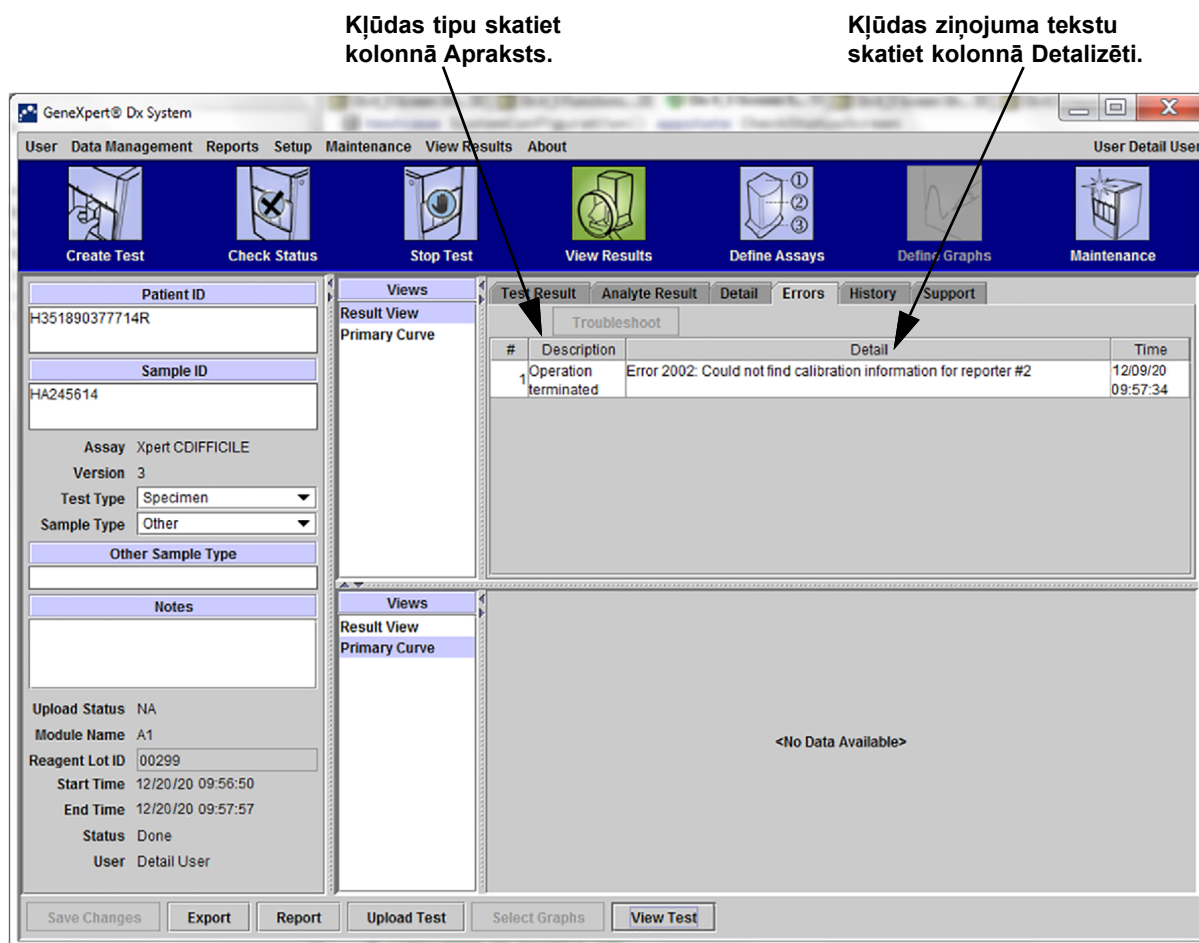 Kļūdas tipu skatiet
kolonnā Apraksts.
Kļūdas ziņojuma tekstu
skatiet kolonnā Detalizēti.
GeneXpert® Dx System
User Data Management Reports Setup Maintenance View Results About
User Detail User
Create Test
Check Status
Stop Test
View Results
Define Assays
Define Graphs
Maintenance
Patient ID
H351890377714R
Sample ID
HA245614
Assay Xpert CDIFFICILE
Version 3
Test Type Specimen
Sample Type Other
Other Sample Type
Notes
Upload Status NA
Module Name A1
Reagent Lot ID 00299
Start Time 12/20/20 09:56:50
End Time 12/20/20 09:57:57
Status Done
User Detail User
Views
Result View
Primary Curve
Test Result Analyte Result Detail Errors History Support
Troubleshoot
# Description Detail Time
1 Operation terminated Error 2002: Could not find calibration information for reporter #2 12/09/20 09:57:34
Views
Result View
Primary Curve
<No Data Available>
Save Changes Export Report Upload Test Select Graphs View Test